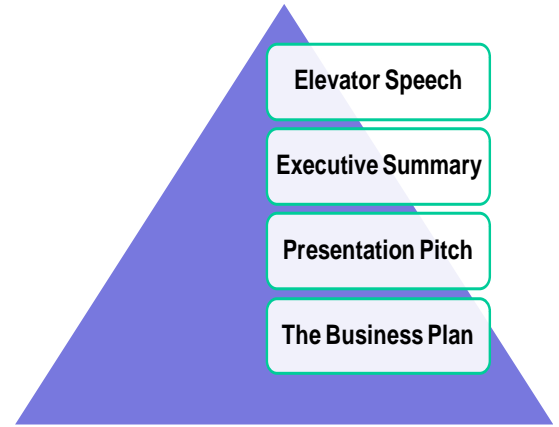 Elevator Speech
Executive Summary
Presentation Pitch
The Business Plan